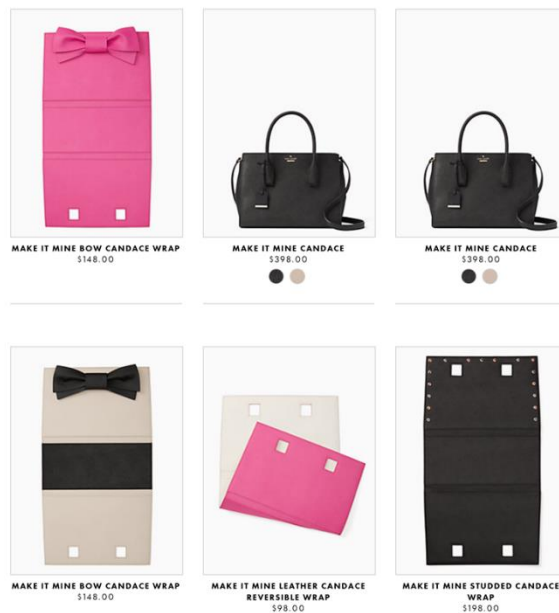 MAKE IT MINE BOW CANDACE WRAP
$148.00
MAKE IT MINE CANDACE
$398.00
MAKE IT MINE CANDACE
$398.00
MAKE IT MINE BOW CANDACE WRAP
$148.00
MAKE IT MINE LEATHER CANDACE
REVERSIBLE WRAP
$98.00
MAKE IT MINE STUDDED CANDACE
WRAP
$198.00